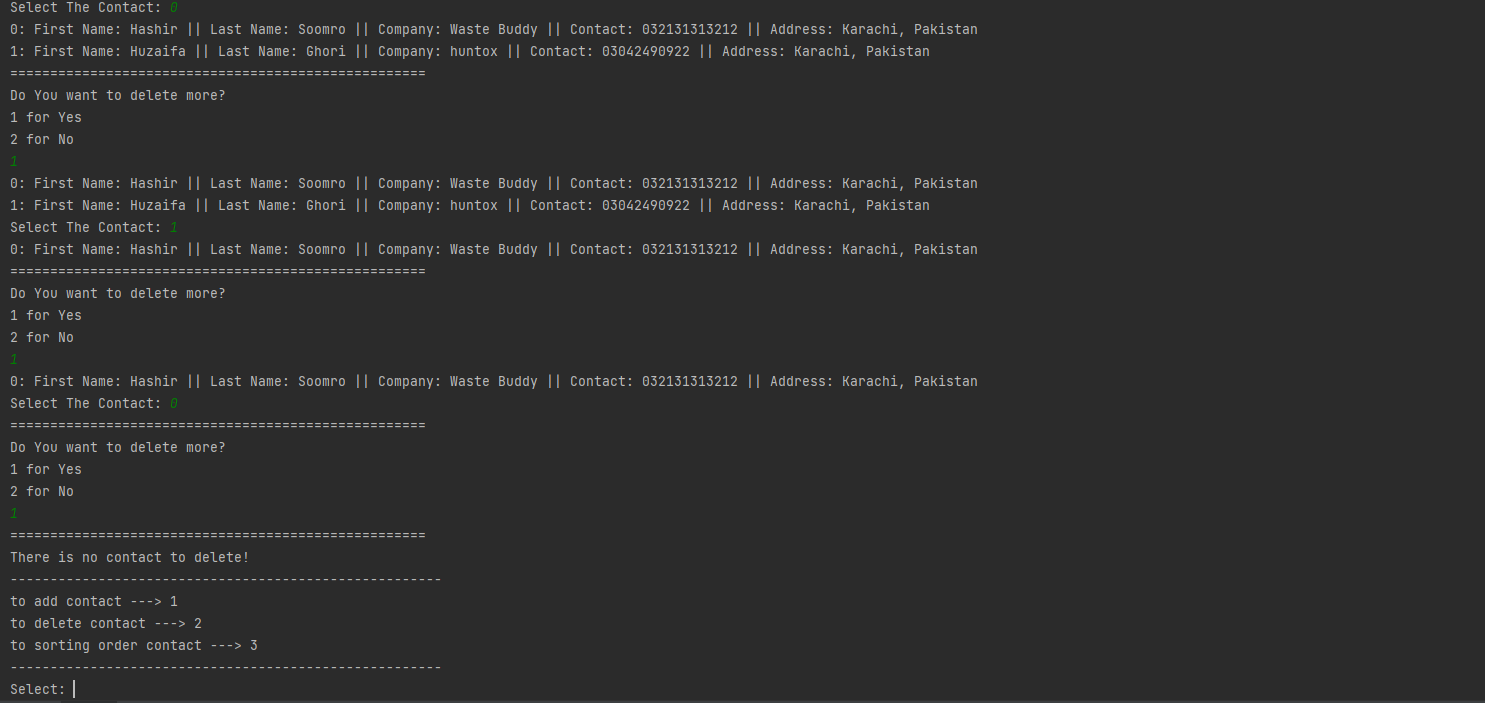 Select The Contact: 0
0: First Name: Hashir || Last Name: Soomro || Company: Waste Buddy || Contact: 032131313212 || Address: Karachi, Pakistan
1: First Name: Huzaifa || Last Name: Ghori || Company: huntox || Contact: 03042490922 || Address: Karachi, Pakistan
====================================================
Do You want to delete more?
1 for Yes
2 for No
1
0: First Name: Hashir || Last Name: Soomro || Company: Waste Buddy || Contact: 032131313212 || Address: Karachi, Pakistan
1: First Name: Huzaifa || Last Name: Ghori || Company: huntox || Contact: 03042490922 || Address: Karachi, Pakistan
Select The Contact: 1
0: First Name: Hashir || Last Name: Soomro || Company: Waste Buddy || Contact: 032131313212 || Address: Karachi, Pakistan
====================================================
Do You want to delete more?
1 for Yes
2 for No
1
0: First Name: Hashir || Last Name: Soomro || Company: Waste Buddy || Contact: 032131313212 || Address: Karachi, Pakistan
Select The Contact: 0
====================================================
Do You want to delete more?
1 for Yes
2 for No
1
====================================================
There is no contact to delete!
------------------------------------------------------
to add contact ---> 1
to delete contact ---> 2
to sorting order contact ---> 3
------------------------------------------------------
Select: